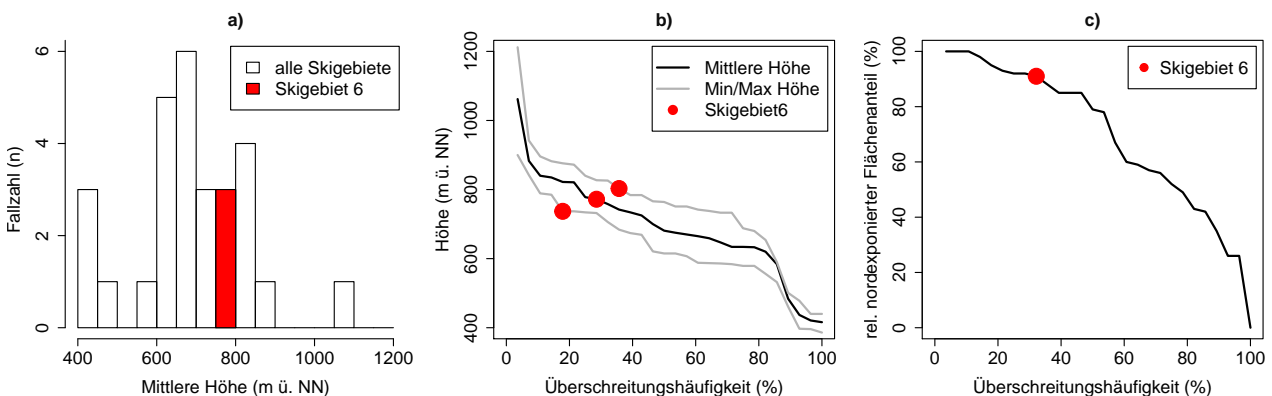 a)
Fallzahl (n)
6
4
2
0
alle Skigebiete
Skigebiet 6
400
600
800
1000
1200
Mittlere Höhe (m ü. NN)
b)
Höhe (m ü. NN)
1200
1000
800
600
400
Mittlere Höhe
Min/Max Höhe
Skigebiet6
0
20
40
60
80
100
Überschreitungshäufigkeit (%)
c)
rel. nordexponierter Flächenanteil (%)
100
80
60
40
20
0
Skigebiet 6
0
20
40
60
80
100
Überschreitungshäufigkeit (%)